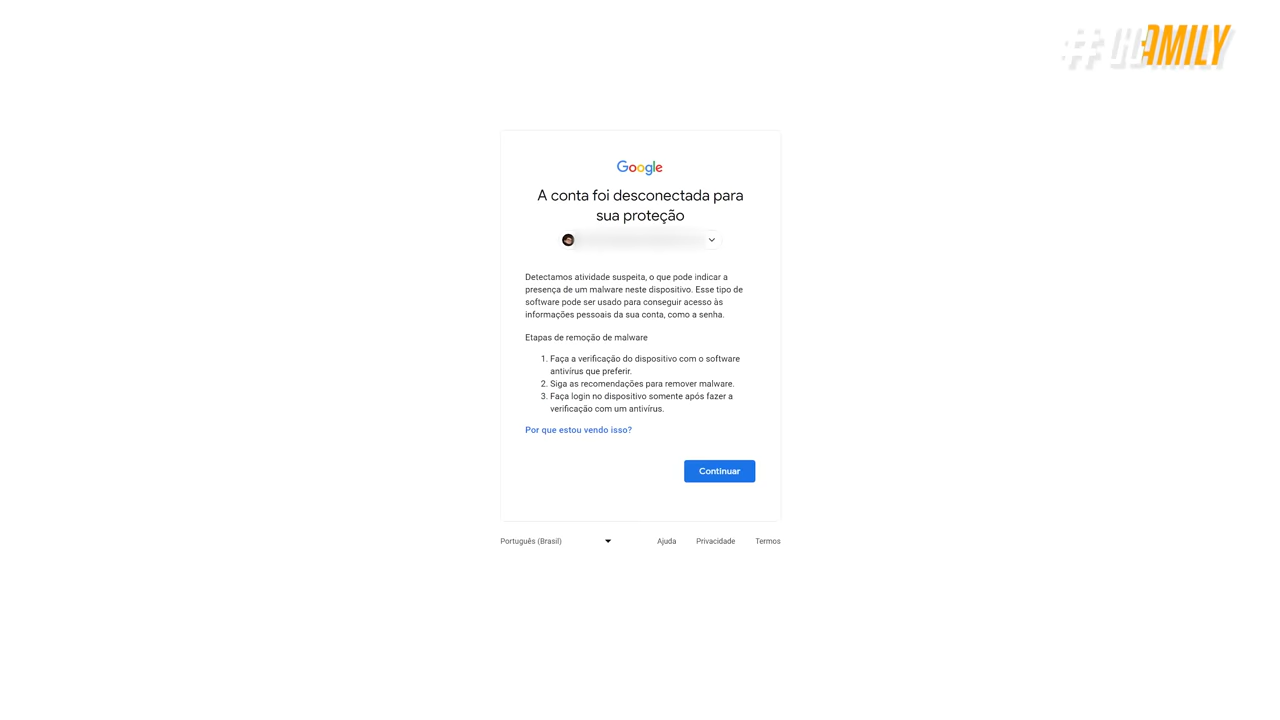 Google
A conta foi desconectada para
sua proteção
Detectamos atividade suspeita, o que pode indicar a
presença de um malware neste dispositivo. Esse tipo de
software pode ser usado para conseguir acesso às
informações pessoais da sua conta, como a senha.
Etapas de remoção de malware
1. Faça a verificação do dispositivo com o software
antivírus que preferir.
2. Siga as recomendações para remover malware.
3. Faça login no dispositivo somente após fazer a
verificação com um antivírus.
Por que estou vendo isso?
Continuar
Português (Brasil)
Ajuda Privacidade Termos